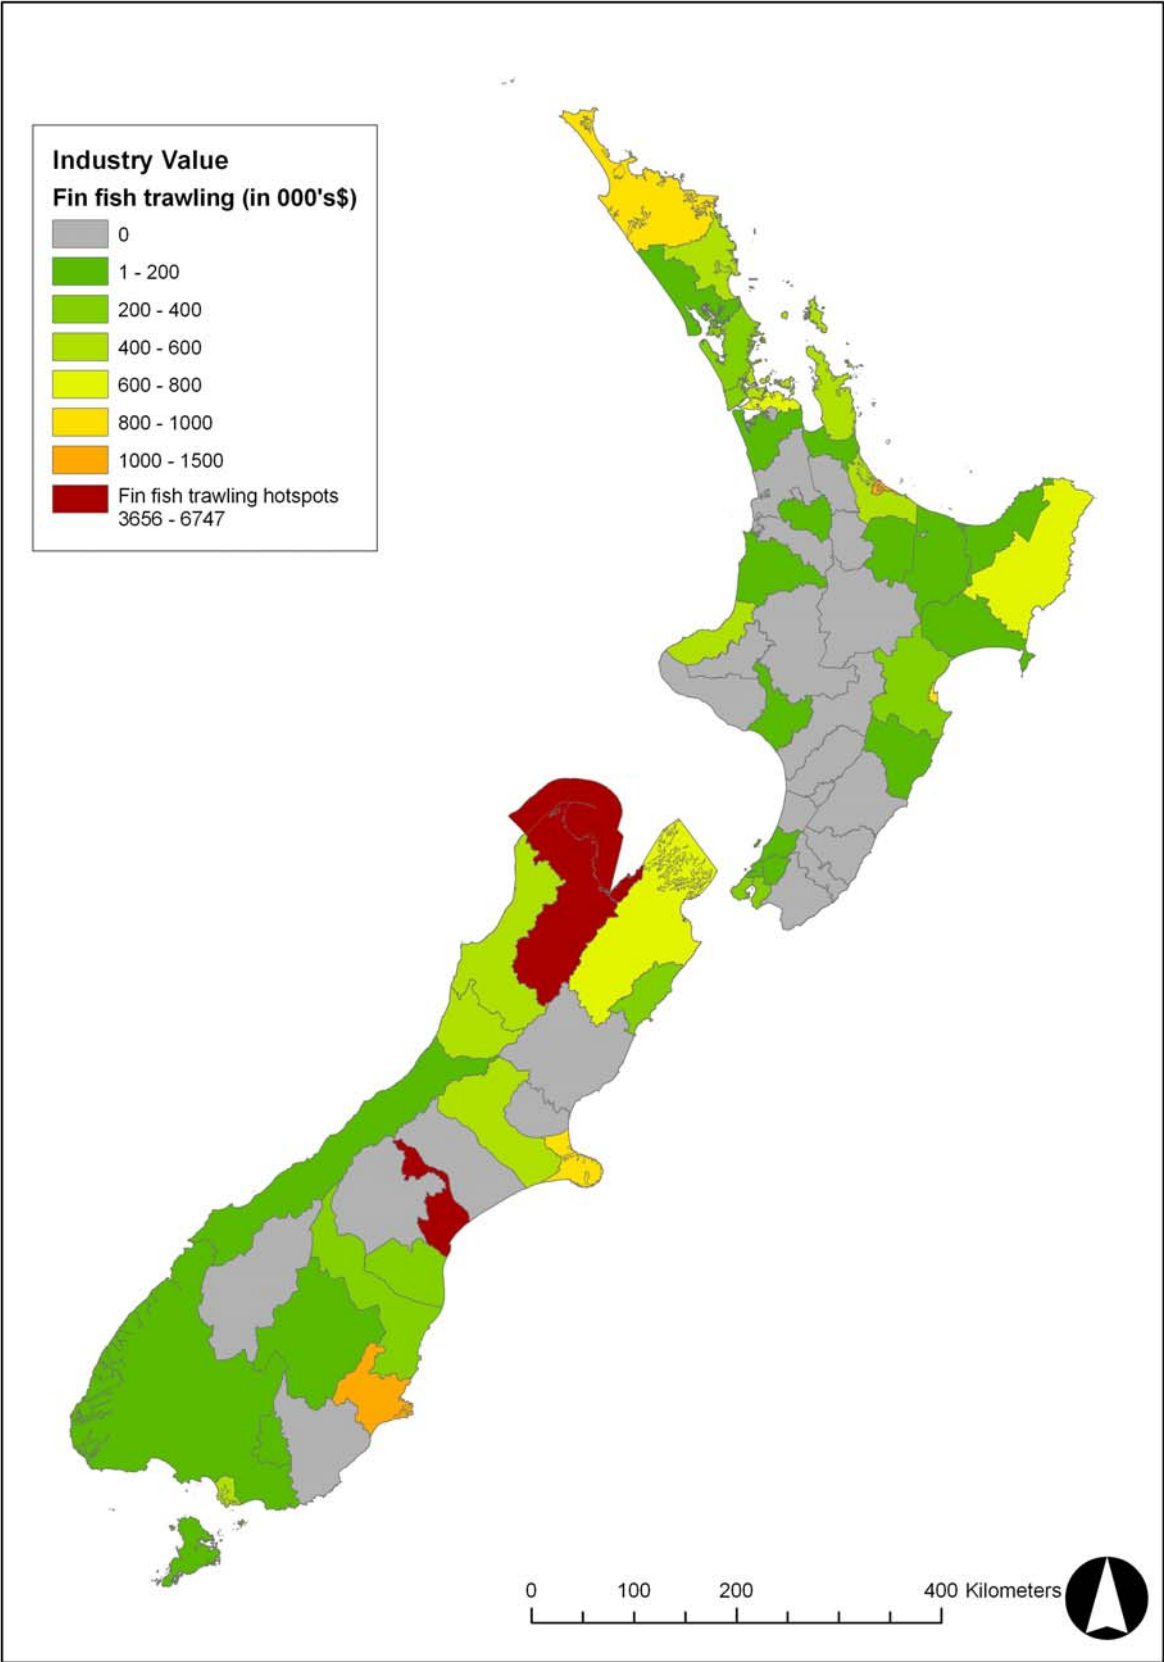 Industry Value
Fin fish trawling (in 000's$)
0
1 - 200
200 - 400
400 - 600
600 - 800
800 - 1000
1000 - 1500
Fin fish trawling hotspots
3656 - 6747
0 100 200 400 Kilometers